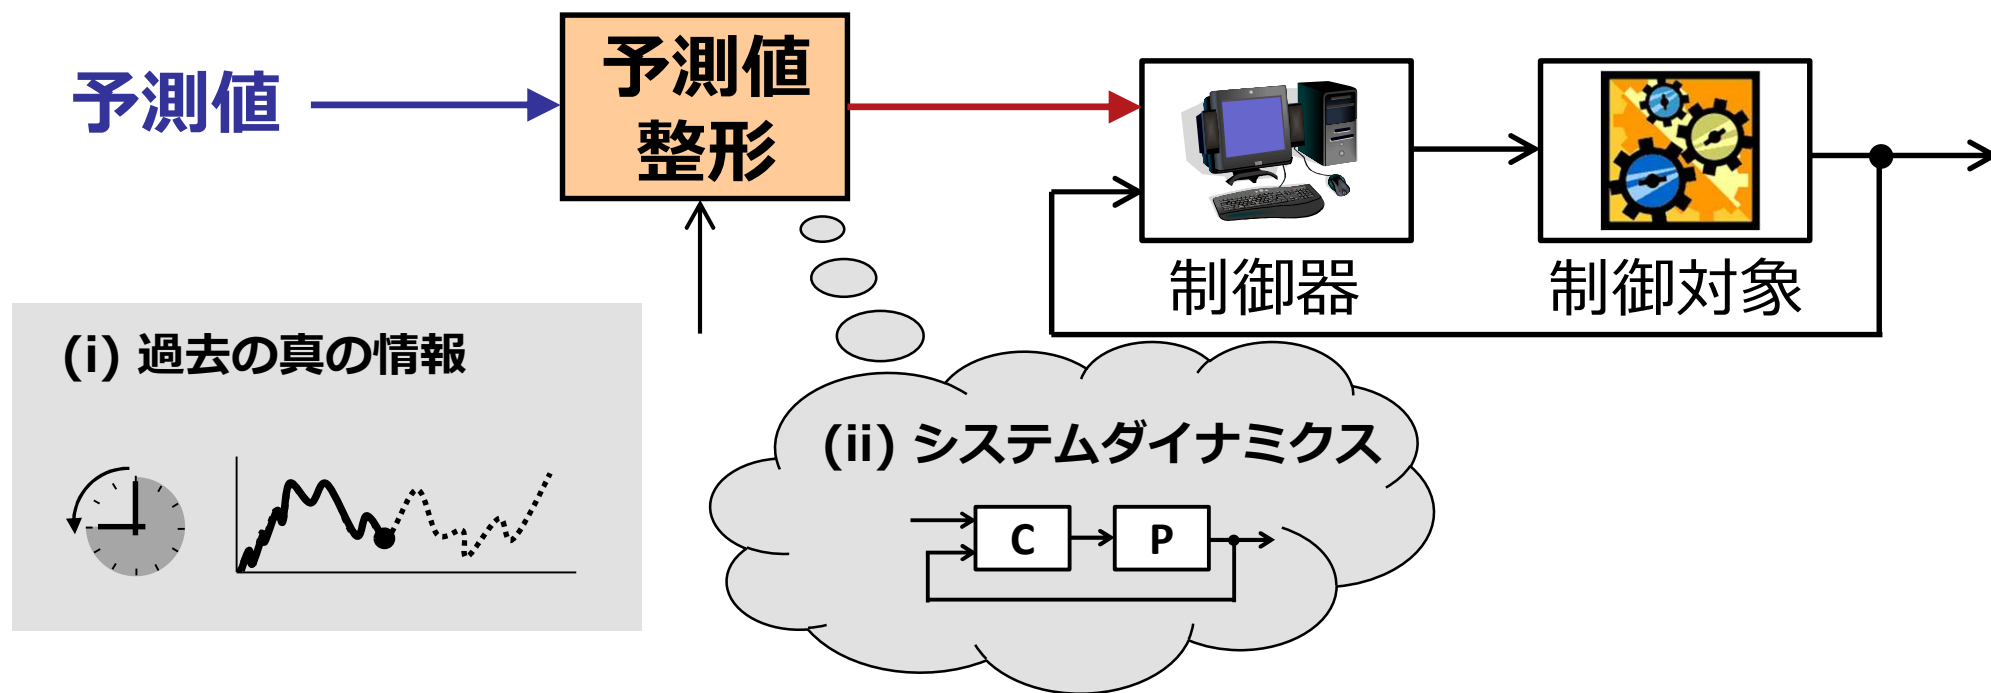 予測値
予測値
整形
制御器
制御対象
(i) 過去の真の情報
(ii) システムダイナミクス
C
P